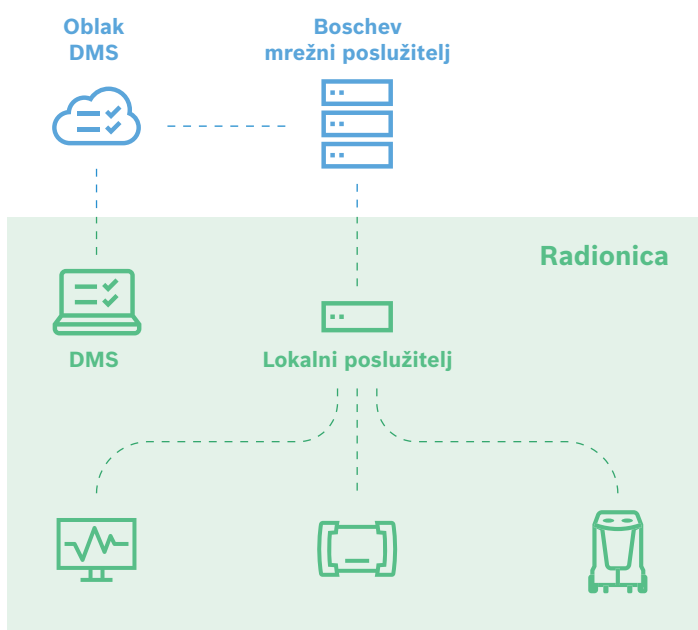 Oblak
DMS
Boschev
mrežni poslužitelj
Radionica
DMS
Lokalni poslužitelj